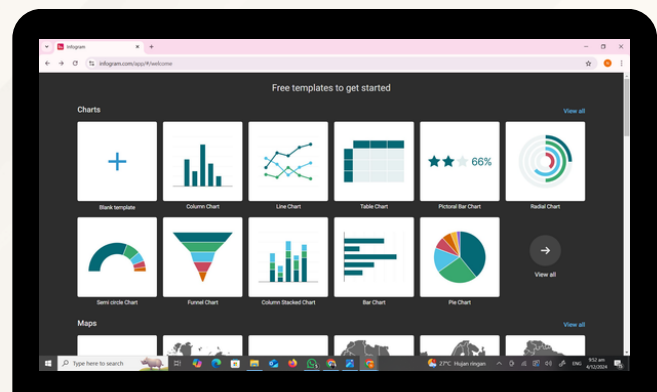 Infogram
infogram.com/app/#/welcome
Free templates to get started
Charts
View all
66%
Blank template
Column Chart
Line Chart
Table Chart
Pictoral Bar Chart
Radial Chart
Semi circle Chart
Funnel Chart
Column Stacked Chart
Bar Chart
Pie Chart
View all
Maps
View all
Type here to search
27°C Hujan ringan
ENG
9:52 am
4/12/2024